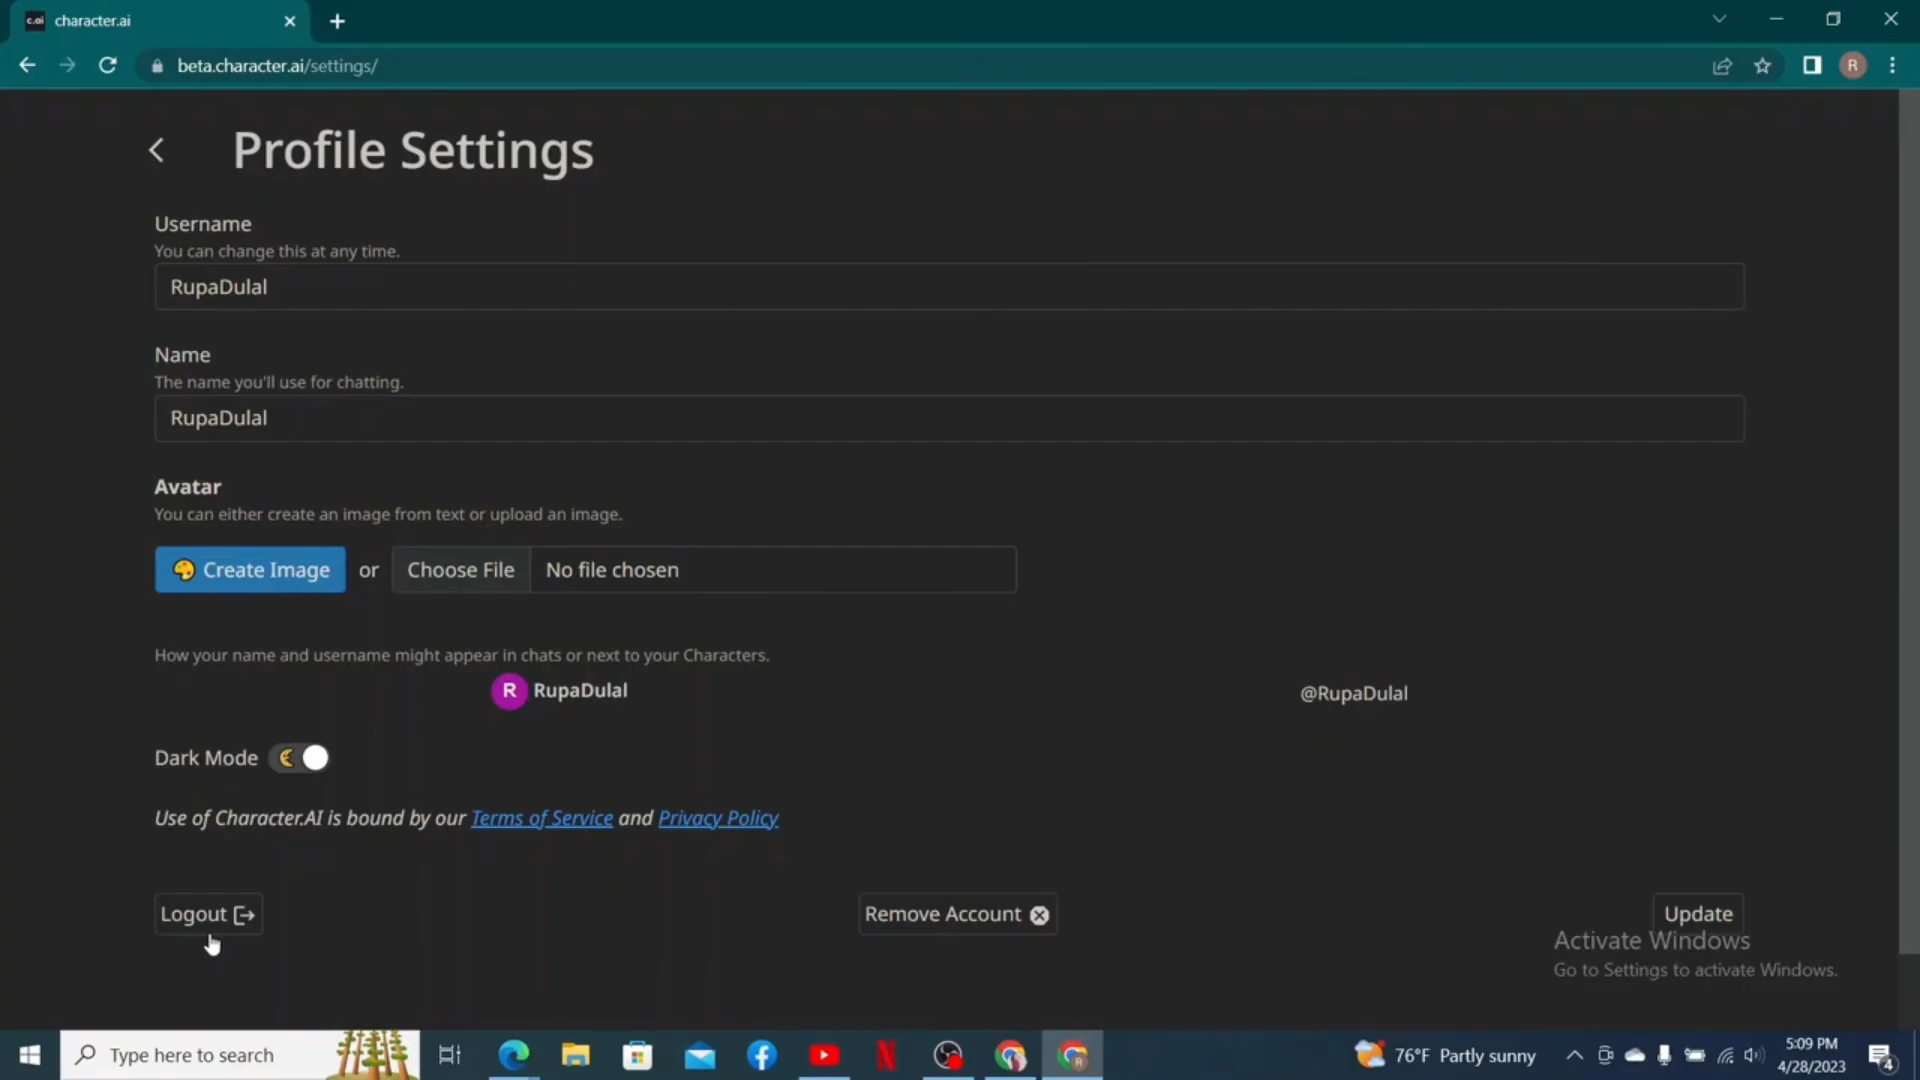 c.ai character.ai
beta.character.ai/settings/
R
Profile Settings
Username
You can change this at any time.
RupaDulal
Name
The name you'll use for chatting.
RupaDulal
Avatar
You can either create an image from text or upload an image.
Create Image or Choose File No file chosen
How your name and username might appear in chats or next to your Characters.
R RupaDulal @RupaDulal
Dark Mode
Use of Character.AI is bound by our Terms of Service and Privacy Policy
Logout Remove Account Update
Activate Windows
Go to Settings to activate Windows.
Type here to search
76°F Partly sunny
5:09 PM
4/28/2023
4